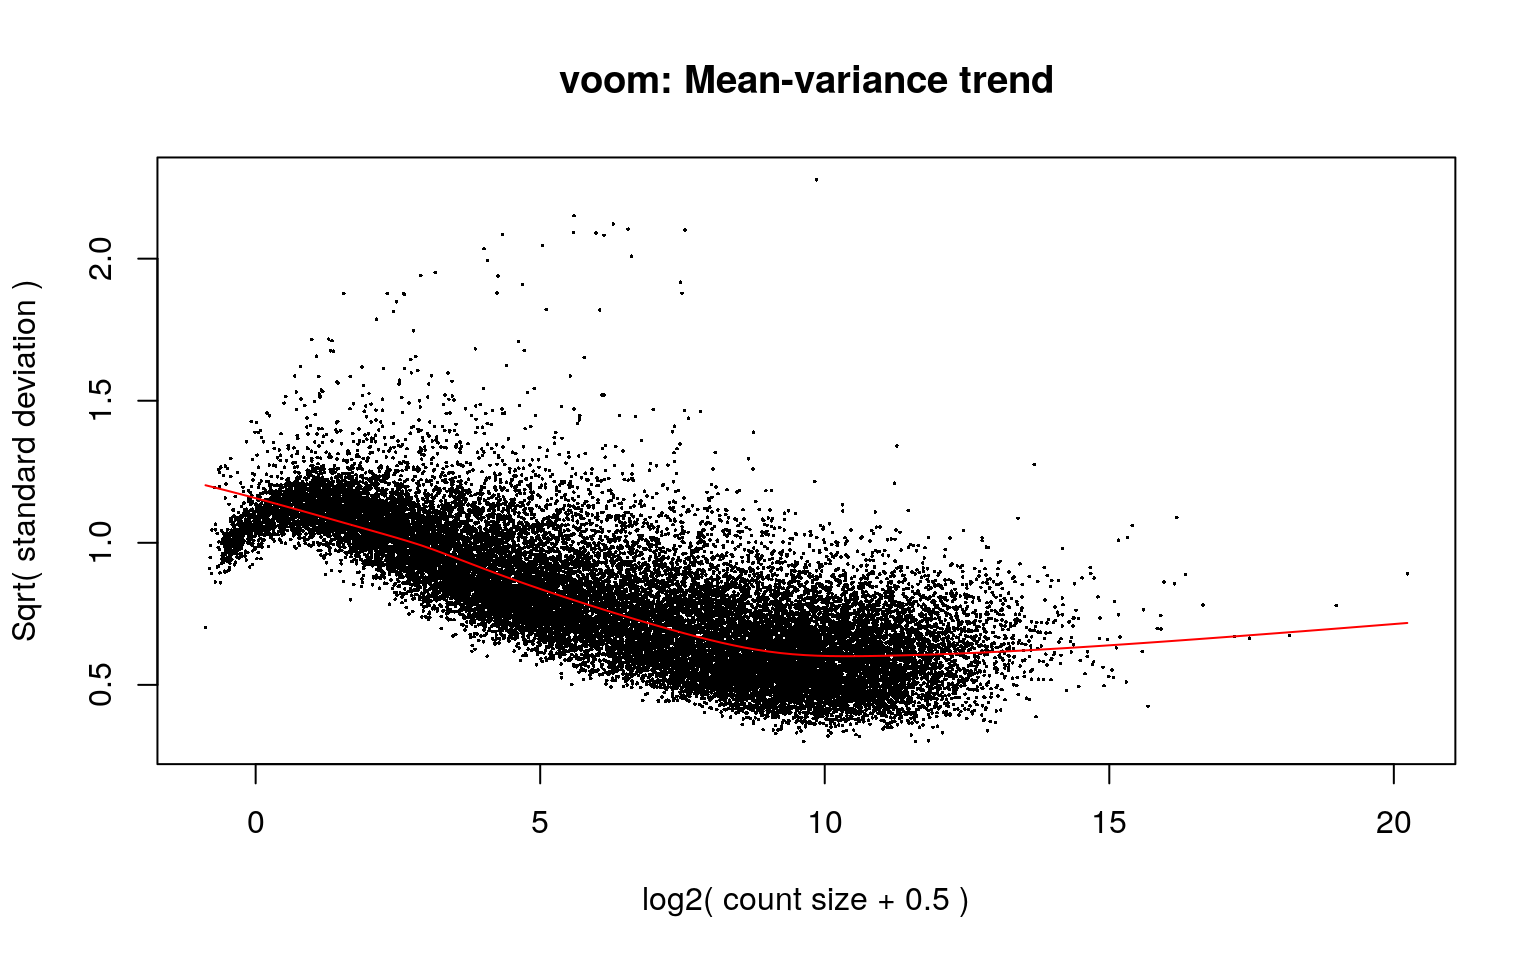 voom: Mean-variance trend
Sqrt( standard deviation )
2.0
1.5
1.0
0.5
0 5 10 15 20
log2( count size + 0.5 )